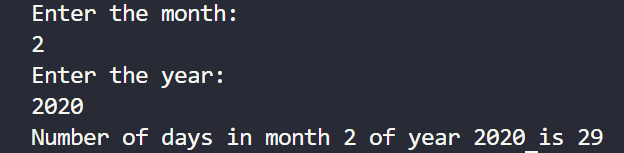 Enter the month:
2
Enter the year:
2020
Number of days in month 2 of year 2020 is 29